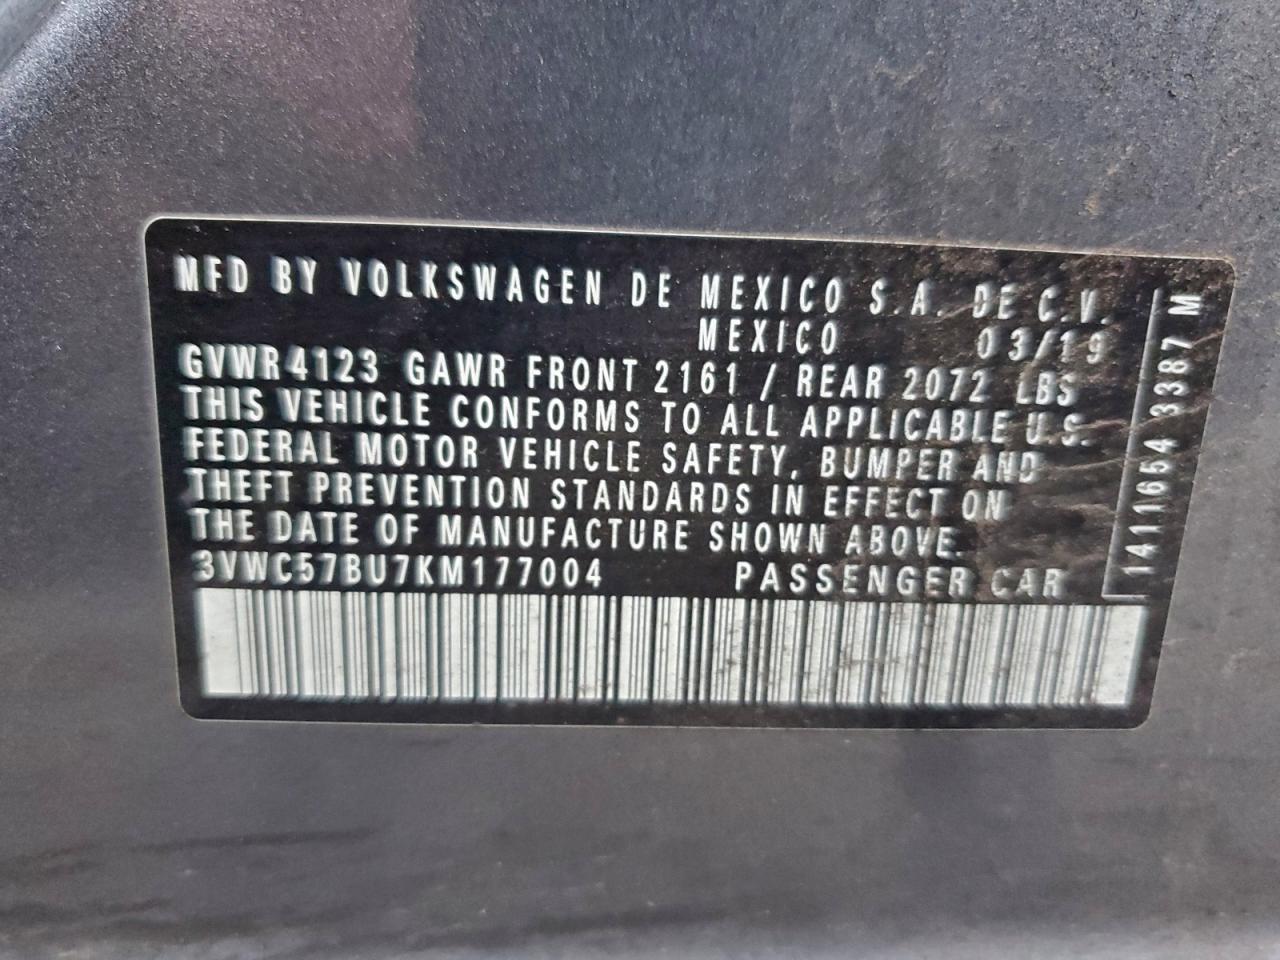 MFD BY VOLKSWAGEN DE MEXICO S.A. DE C.V.
MEXICO 03/19
GVWR4123 GAWR FRONT 2161 / REAR 2072 LBS
THIS VEHICLE CONFORMS TO ALL APPLICABLE U.S.
FEDERAL MOTOR VEHICLE SAFETY, BUMPER AND
THEFT PREVENTION STANDARDS IN EFFECT ON
THE DATE OF MANUFACTURE SHOWN ABOVE.
3VWC57BU7KM177004 PASSENGER CAR
1411654 3387 M